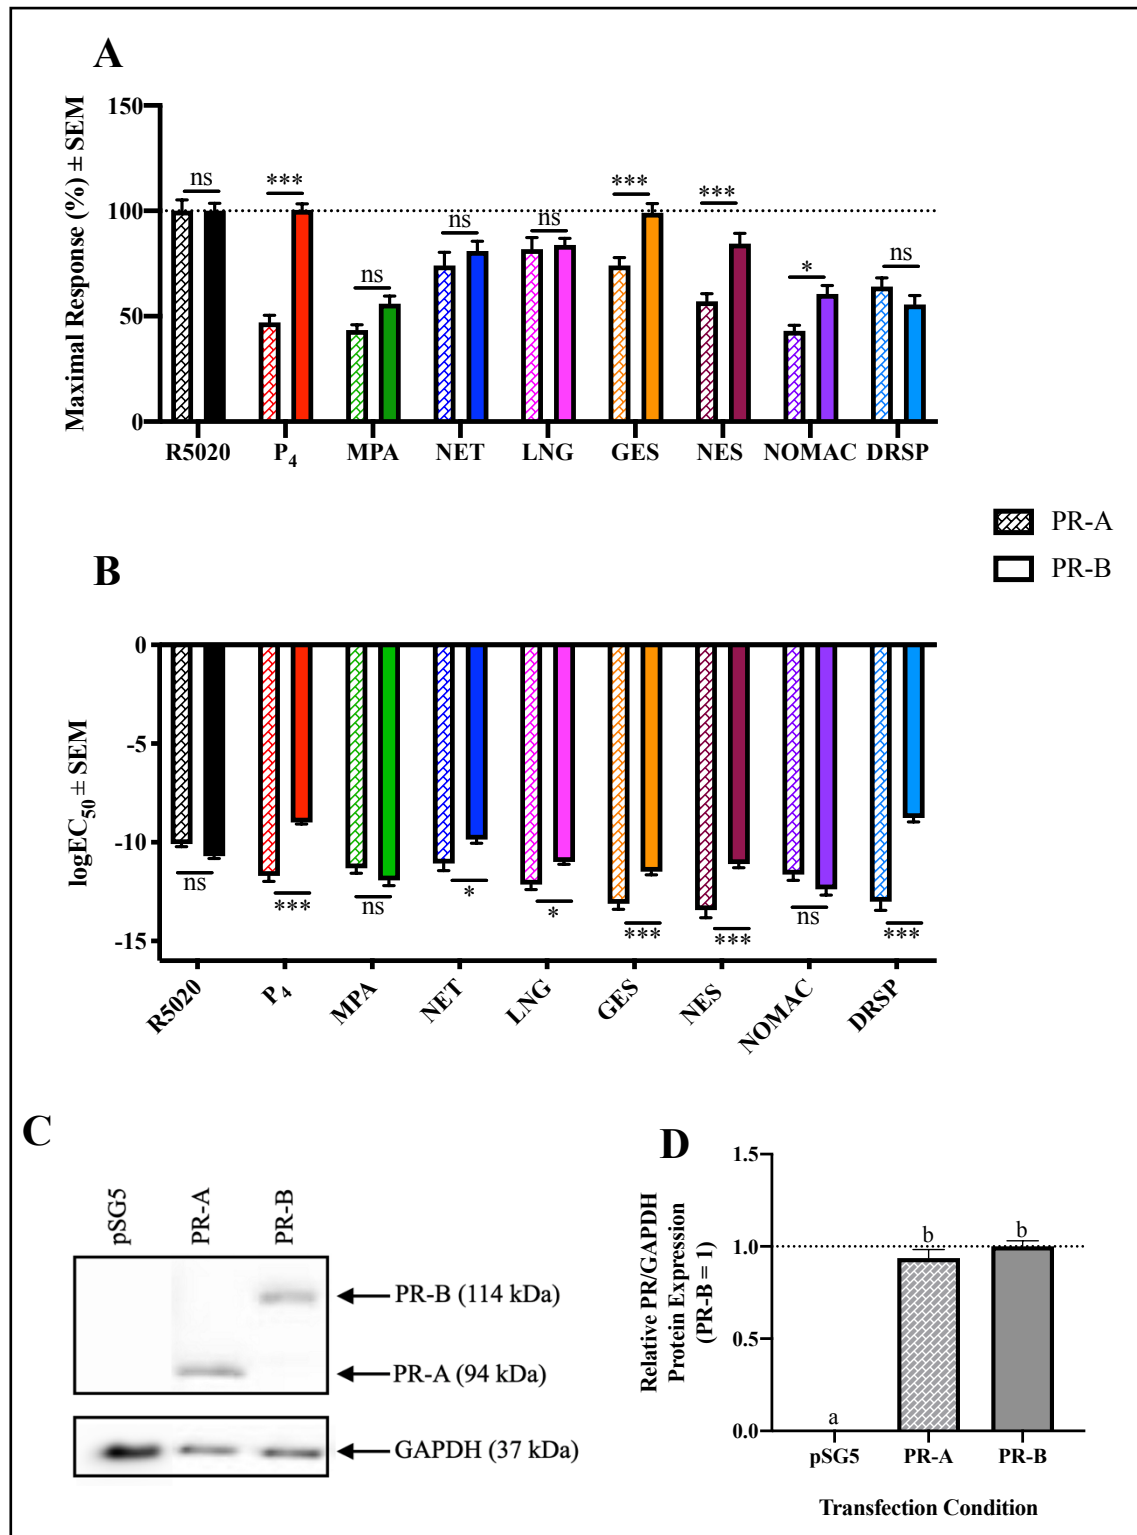 A
Maximal Response (%) ± SEM
150
100
50
0
ns
***
ns
ns
ns
***
***
*
ns
R5020 P4 MPA NET LNG GES NES NOMAC DRSP
PR-A
PR-B
B
logEC50 ± SEM
0
-5
-10
-15
ns
***
ns
*
*
***
***
ns
***
R5020 P4 MPA NET LNG GES NES NOMAC DRSP
C
pSG5 PR-A PR-B
PR-B (114 kDa)
PR-A (94 kDa)
GAPDH (37 kDa)
D
Relative PR/GAPDH
Protein Expression
(PR-B = 1)
1.5
1.0
0.5
0.0
a
b
b
pSG5 PR-A PR-B
Transfection Condition